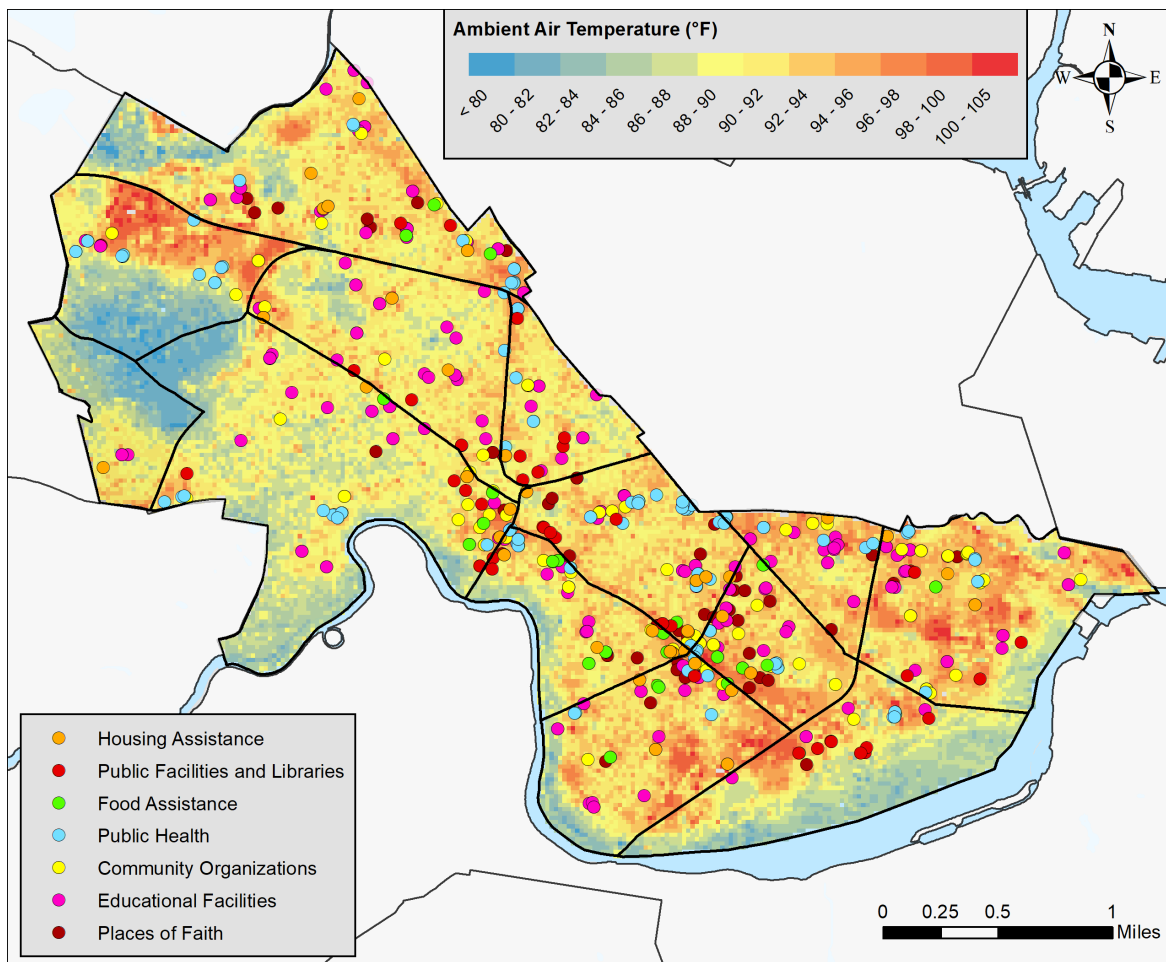 Ambient Air Temperature (°F)
< 80
80 - 82
82 - 84
84 - 86
86 - 88
88 - 90
90 - 92
92 - 94
94 - 96
96 - 98
98 - 100
100 - 105
N
W
E
S
Housing Assistance
Public Facilities and Libraries
Food Assistance
Public Health
Community Organizations
Educational Facilities
Places of Faith
0 0.25 0.5 1
Miles